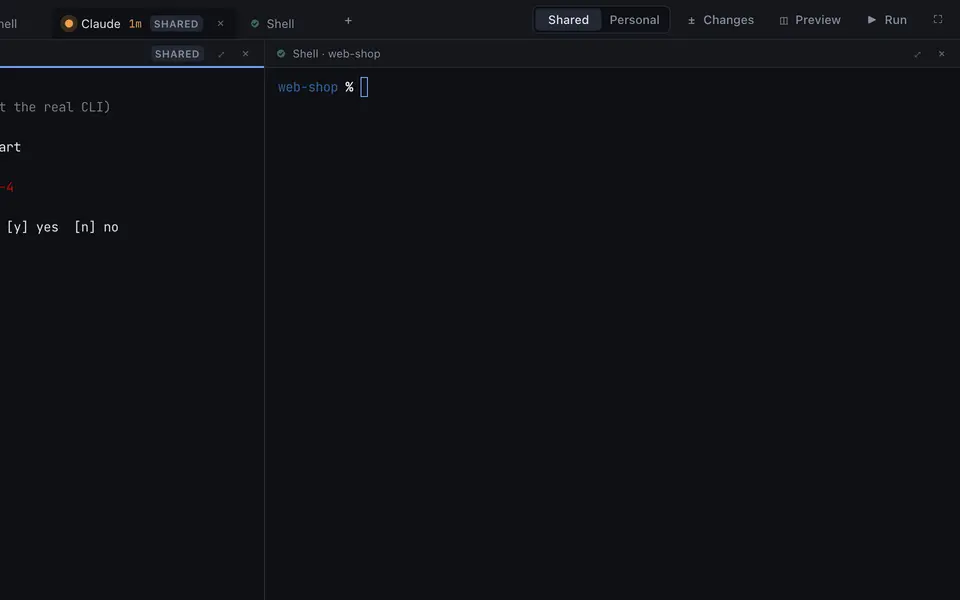 ell Claude 1m SHARED × Shell + Shared Personal ± Changes Preview Run
SHARED ×
Shell · web-shop ×
web-shop %
t the real CLI)
art
-4
[y] yes [n] no